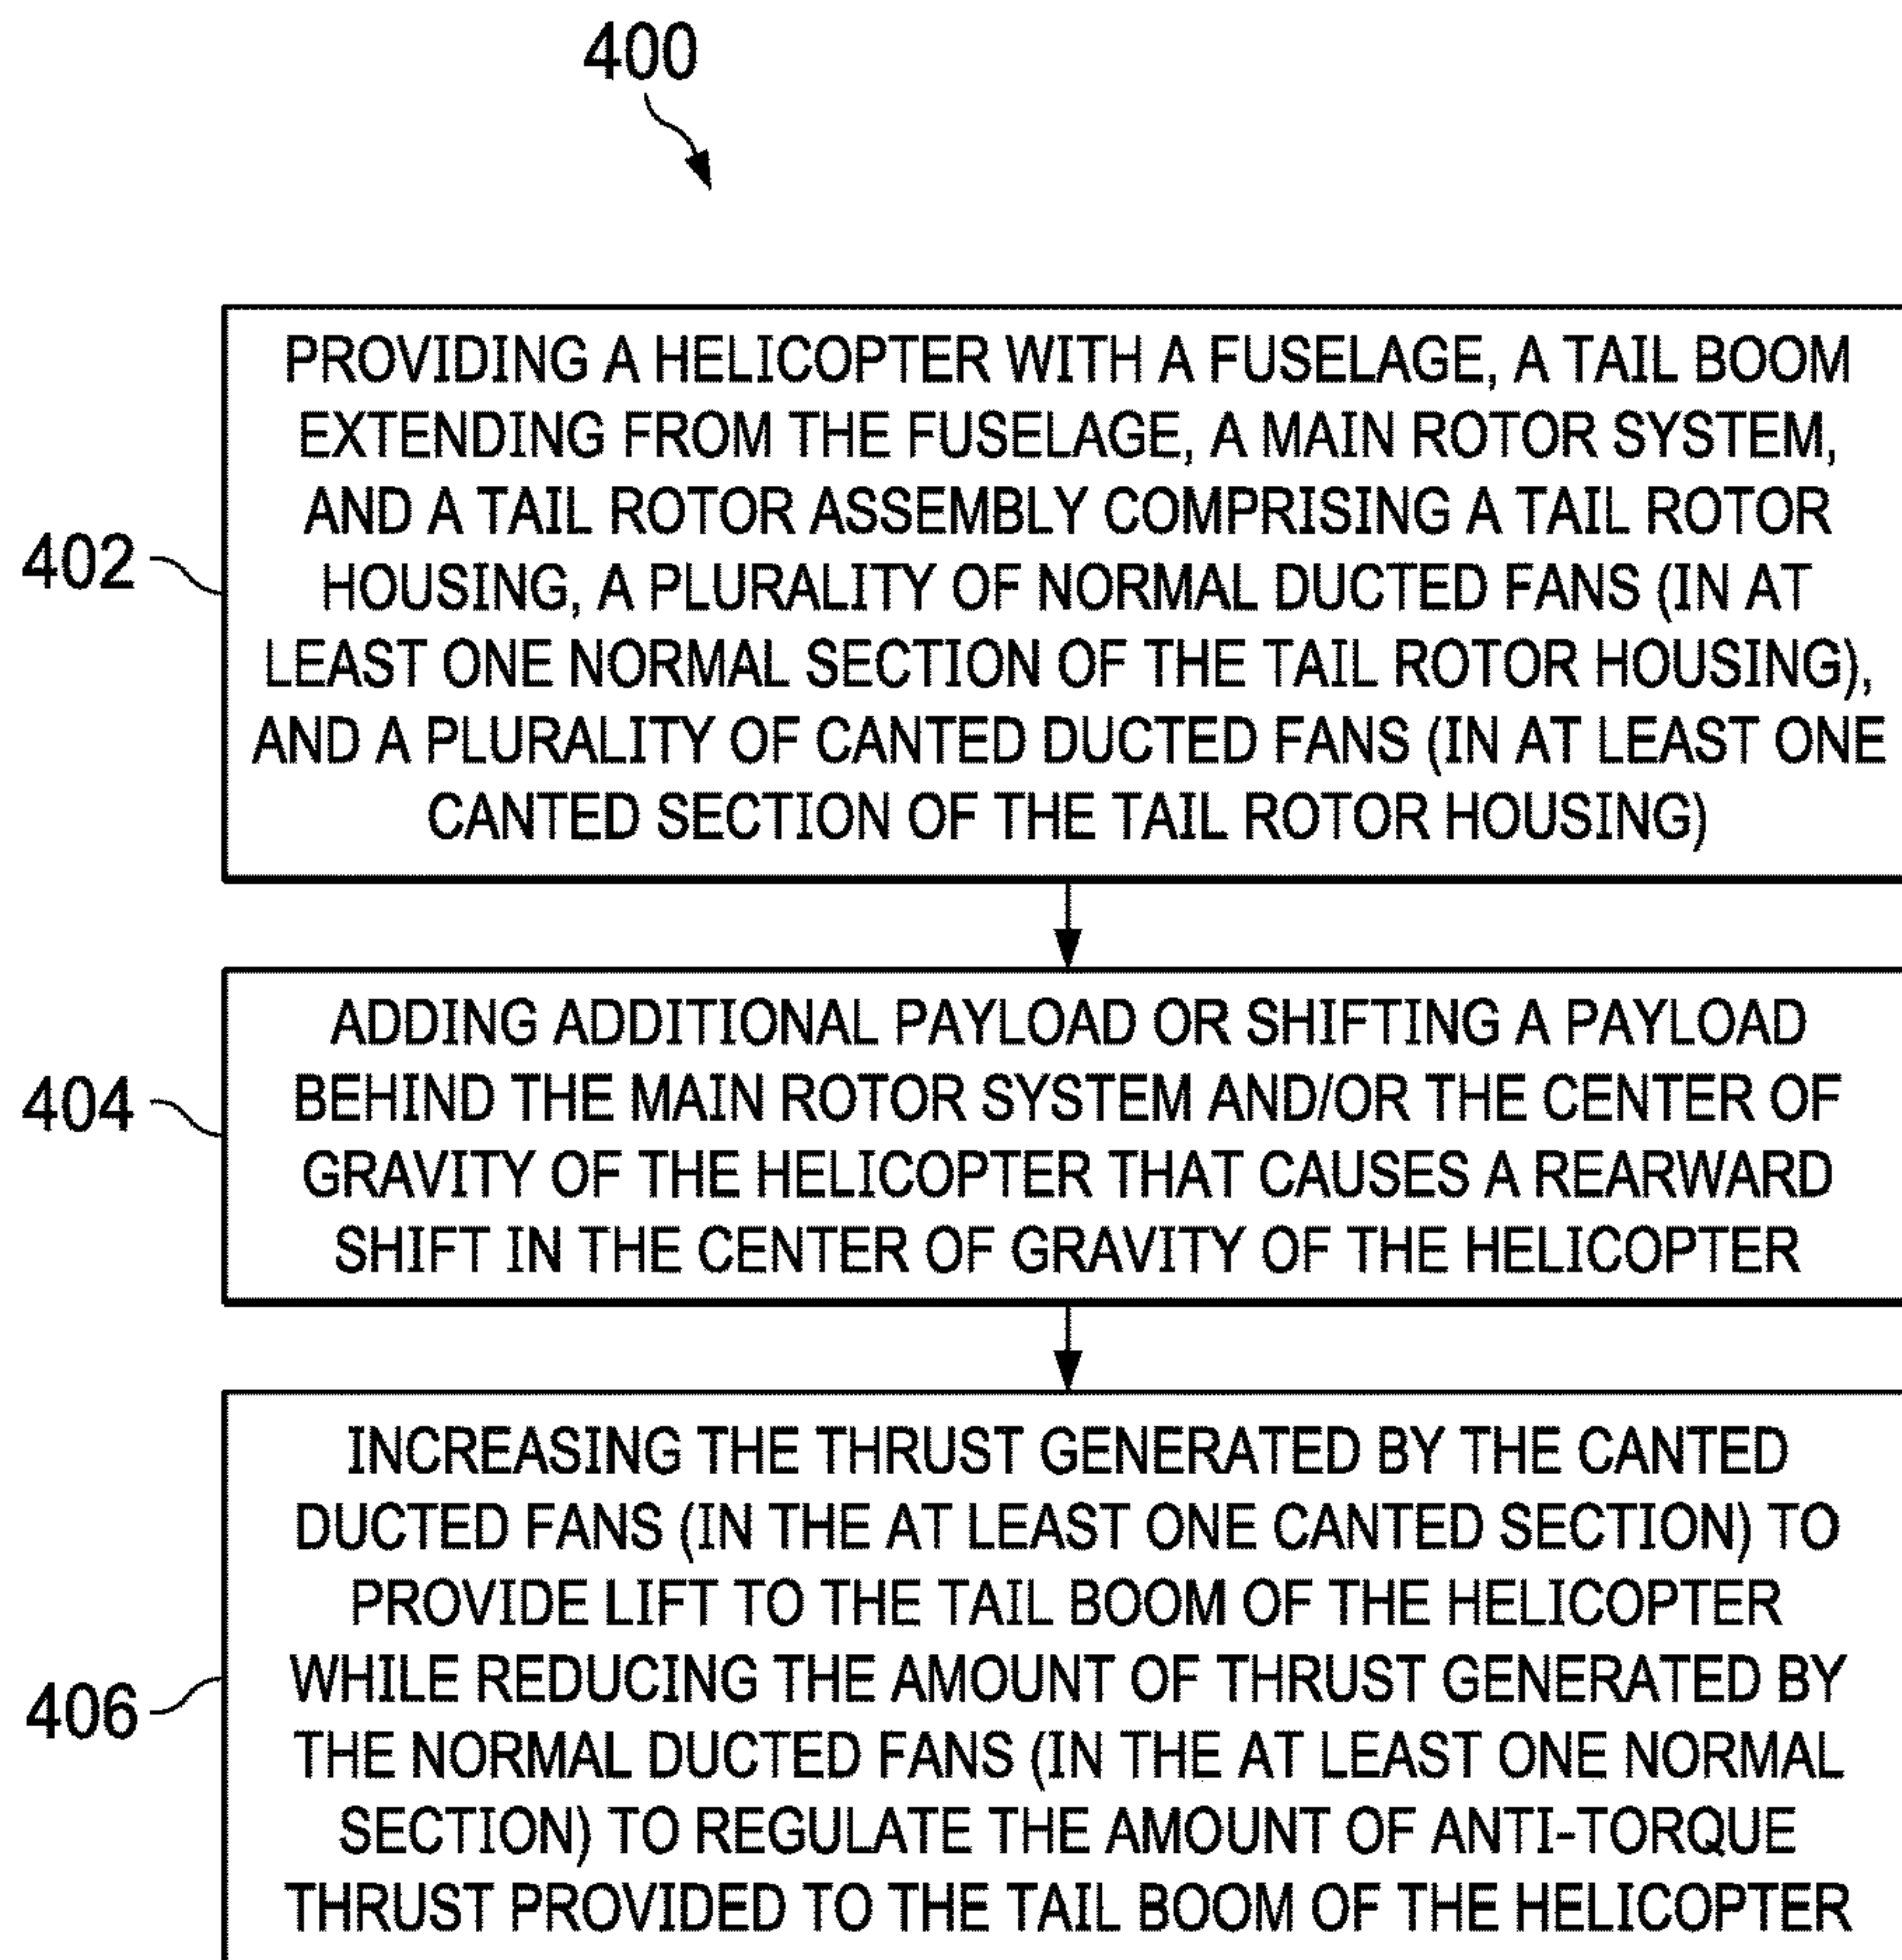 400
PROVIDING A HELICOPTER WITH A FUSELAGE, A TAIL BOOM
EXTENDING FROM THE FUSELAGE, A MAIN ROTOR SYSTEM,
AND A TAIL ROTOR ASSEMBLY COMPRISING A TAIL ROTOR
402
HOUSING, A PLURALITY OF NORMAL DUCTED FANS (IN AT
LEAST ONE NORMAL SECTION OF THE TAIL ROTOR HOUSING),
AND A PLURALITY OF CANTED DUCTED FANS (IN AT LEAST ONE
CANTED SECTION OF THE TAIL ROTOR HOUSING)
ADDING ADDITIONAL PAYLOAD OR SHIFTING A PAYLOAD
404
BEHIND THE MAIN ROTOR SYSTEM AND/OR THE CENTER OF
GRAVITY OF THE HELICOPTER THAT CAUSES A REARWARD
SHIFT IN THE CENTER OF GRAVITY OF THE HELICOPTER
INCREASING THE THRUST GENERATED BY THE CANTED
DUCTED FANS (IN THE AT LEAST ONE CANTED SECTION) TO
PROVIDE LIFT TO THE TAIL BOOM OF THE HELICOPTER
WHILE REDUCING THE AMOUNT OF THRUST GENERATED BY
406
THE NORMAL DUCTED FANS (IN THE AT LEAST ONE NORMAL
SECTION) TO REGULATE THE AMOUNT OF ANTI-TORQUE
THRUST PROVIDED TO THE TAIL BOOM OF THE HELICOPTER